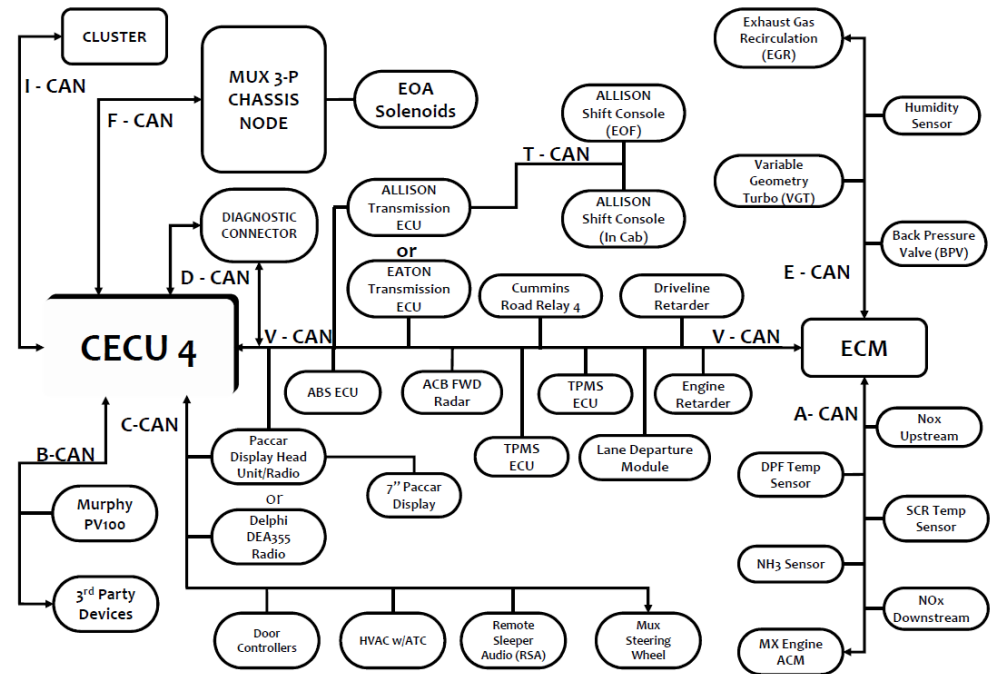 CLUSTER
I - CAN
F - CAN
MUX 3-P
CHASSIS
NODE
EOA
Solenoids
DIAGNOSTIC
CONNECTOR
D - CAN
ALLISON
Transmission
ECU
or
EATON
Transmission
ECU
T - CAN
ALLISON
Shift Console
(EOF)
ALLISON
Shift Console
(In Cab)
Exhaust Gas
Recirculation
(EGR)
Humidity
Sensor
Variable
Geometry
Turbo (VGT)
Back Pressure
Valve (BPV)
E - CAN
Cummins
Road Relay 4
Driveline
Retarder
CECU 4
V - CAN
V - CAN
ECM
ABS ECU
ACB FWD
Radar
TPMS
ECU
Engine
Retarder
TPMS
ECU
Lane Departure
Module
C-CAN
B-CAN
Paccar
Display Head
Unit/Radio
7” Paccar
Display
or
Delphi
DEA355
Radio
Murphy
PV100
3rd Party
Devices
Door
Controllers
HVAC w/ATC
Remote
Sleeper
Audio (RSA)
Mux
Steering
Wheel
A- CAN
Nox
Upstream
DPF Temp
Sensor
SCR Temp
Sensor
NH3 Sensor
NOx
Downstream
MX Engine
ACM